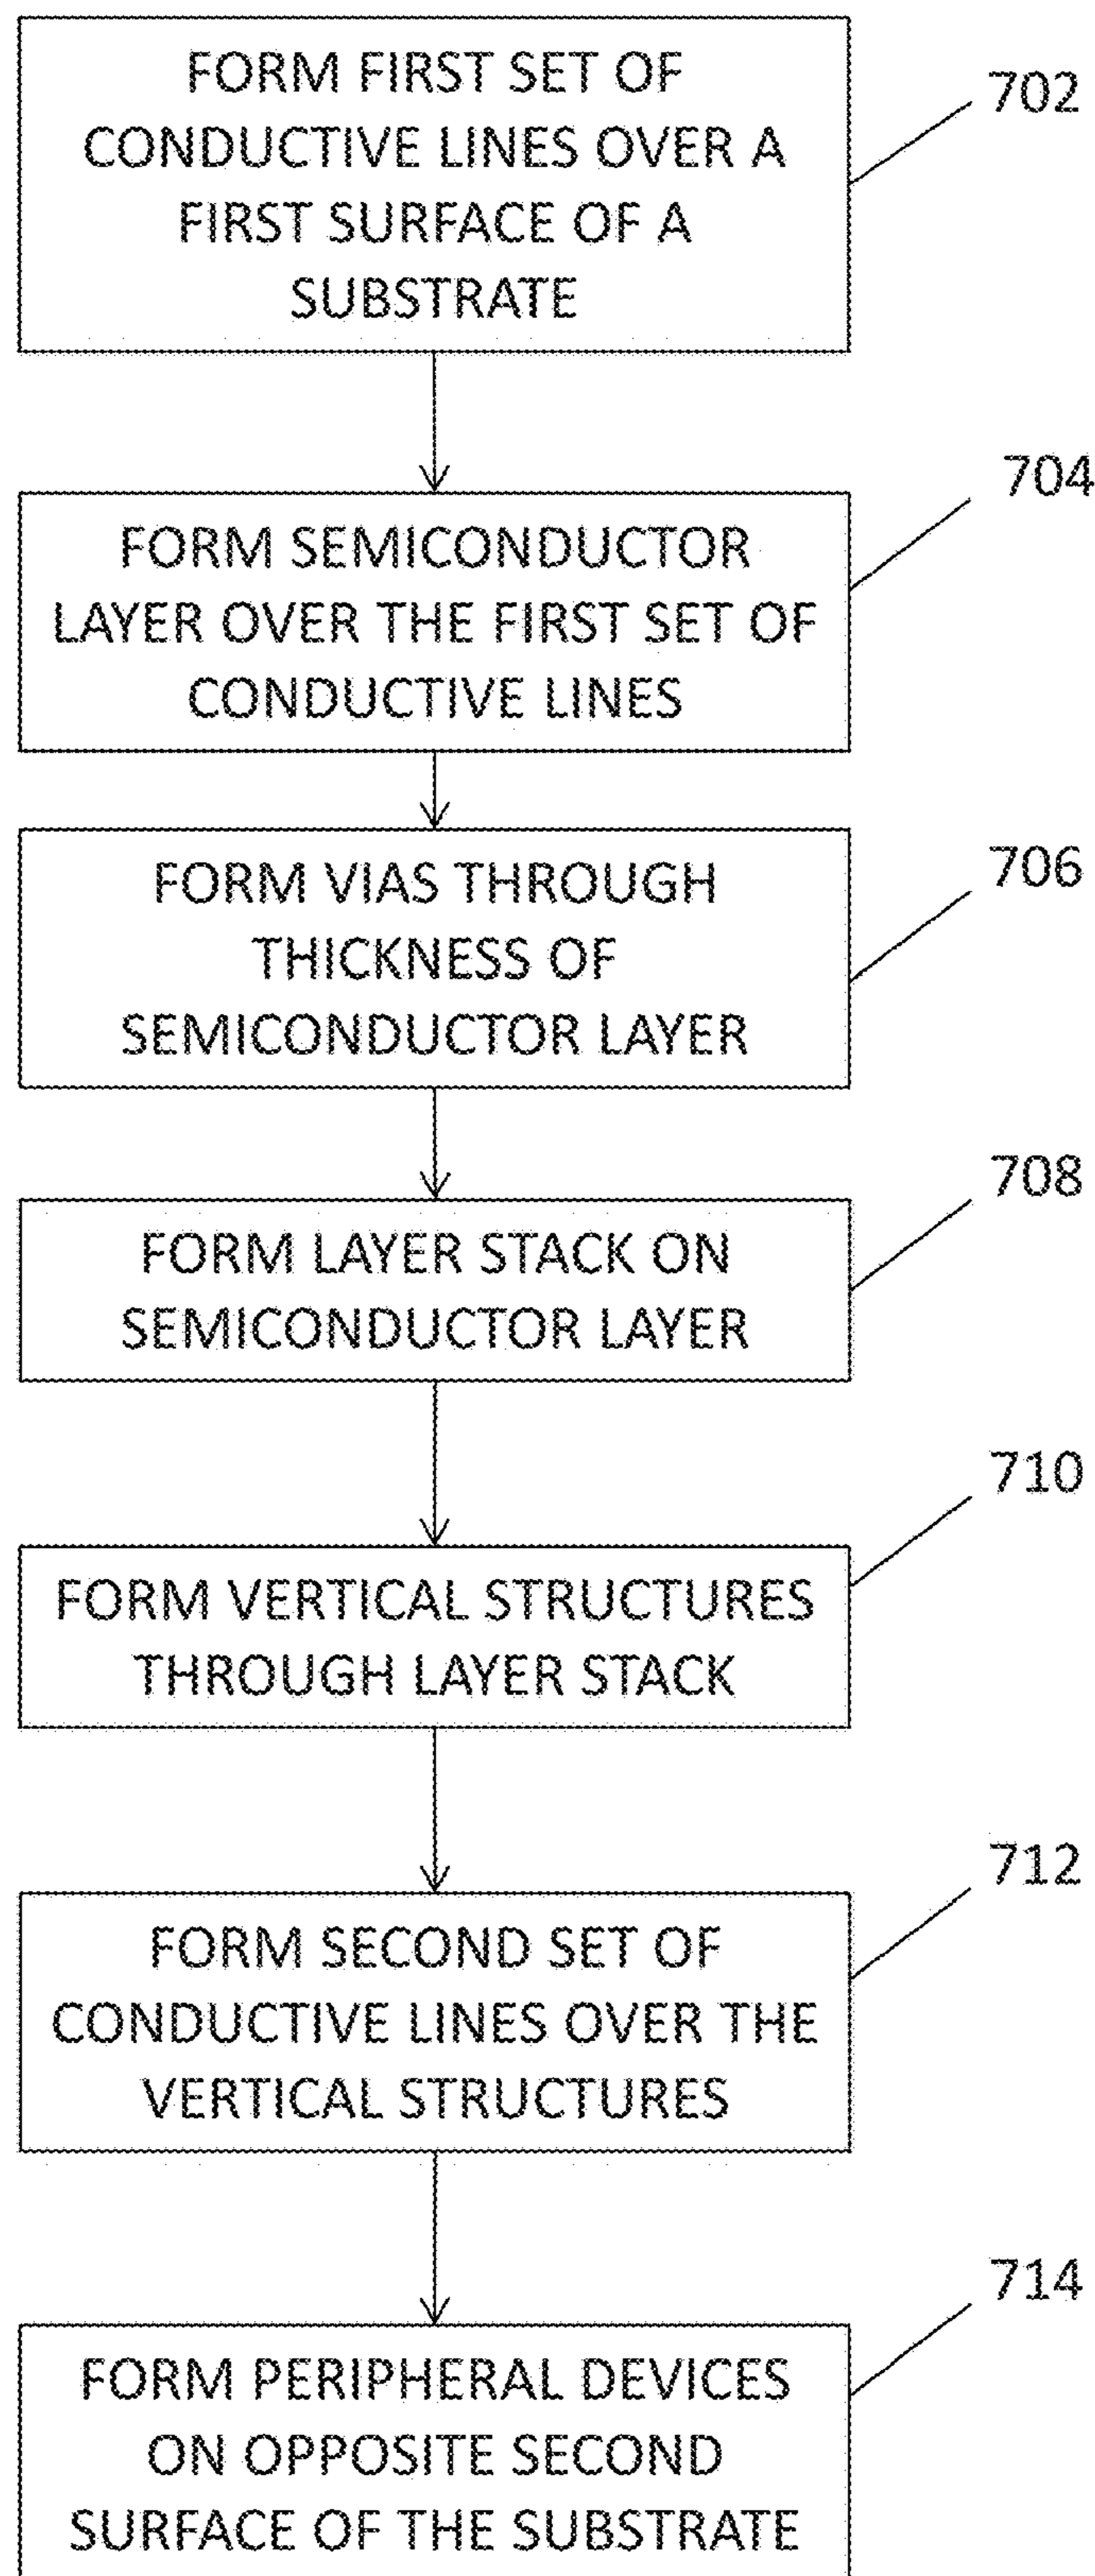 FORM FIRST SET OF
CONDUCTIVE LINES OVER A
FIRST SURFACE OF A
SUBSTRATE
702
FORM SEMICONDUCTOR
LAYER OVER THE FIRST SET OF
CONDUCTIVE LINES
704
FORM VIAS THROUGH
THICKNESS OF
SEMICONDUCTOR LAYER
706
FORM LAYER STACK ON
SEMICONDUCTOR LAYER
708
FORM VERTICAL STRUCTURES
THROUGH LAYER STACK
710
FORM SECOND SET OF
CONDUCTIVE LINES OVER THE
VERTICAL STRUCTURES
712
FORM PERIPHERAL DEVICES
ON OPPOSITE SECOND
SURFACE OF THE SUBSTRATE
714